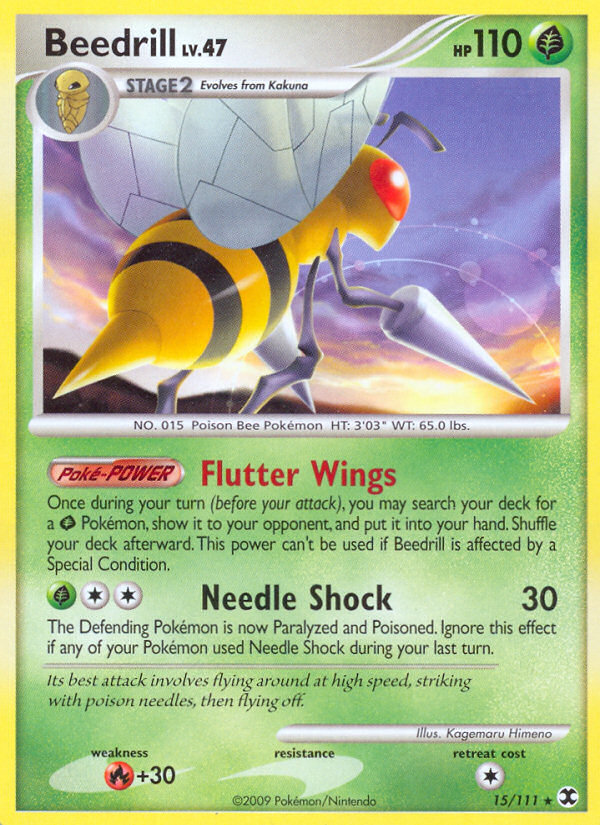 Beedrill LV.47
HP 110
STAGE2 Evolves from Kakuna
NO. 015 Poison Bee Pokémon HT: 3'03" WT: 65.0 lbs.
Poké-POWER Flutter Wings
Once during your turn (before your attack), you may search your deck for
a Pokémon, show it to your opponent, and put it into your hand. Shuffle
your deck afterward. This power can't be used if Beedrill is affected by a
Special Condition.
Needle Shock 30
The Defending Pokémon is now Paralyzed and Poisoned. Ignore this effect
if any of your Pokémon used Needle Shock during your last turn.
Its best attack involves flying around at high speed, striking
with poison needles, then flying off.
Illus. Kagemaru Himeno
weakness resistance retreat cost
+30
©2009 Pokémon/Nintendo
15/111 ★